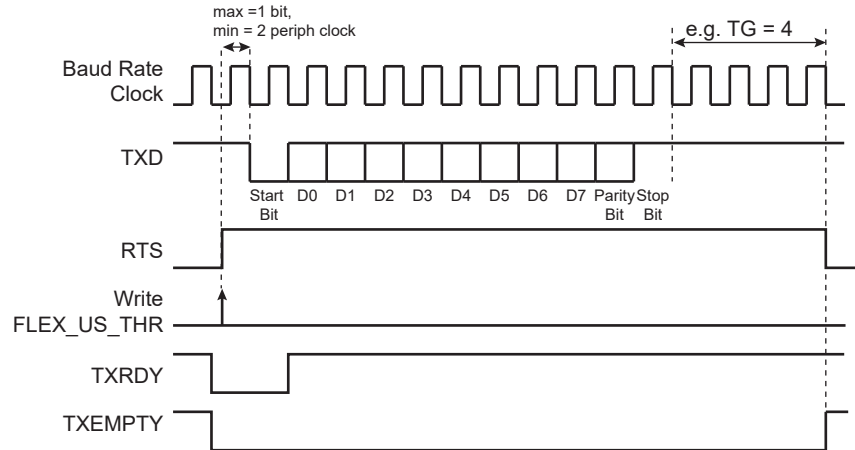 max =1 bit,
min = 2 periph clock
e.g. TG = 4
Baud Rate
Clock
TXD
Start D0 D1 D2 D3 D4 D5 D6 D7 Parity Stop
Bit Bit Bit
RTS
Write
FLEX_US_THR
TXRDY
TXEMPTY